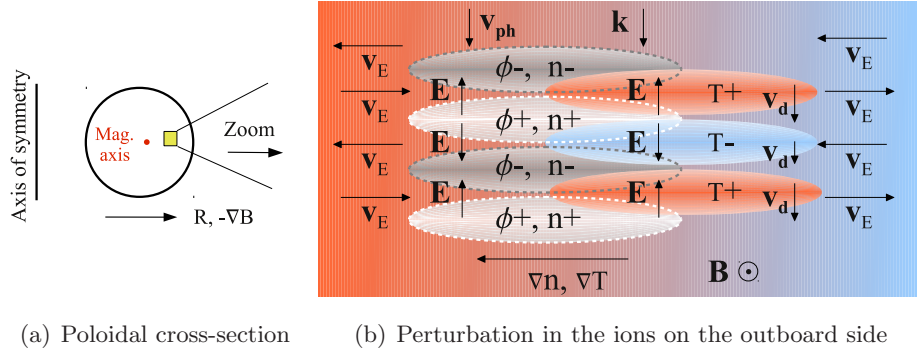 Axis of symmetry
Mag.
axis
Zoom
R, -∇B
v_ph k
v_E ϕ-, n- v_E
v_E E E T+ v_d v_E
ϕ+, n+
v_E E E T- v_d v_E
ϕ-, n-
v_E E E T+ v_d v_E
ϕ+, n+
∇n, ∇T B ⊙
(a) Poloidal cross-section (b) Perturbation in the ions on the outboard side